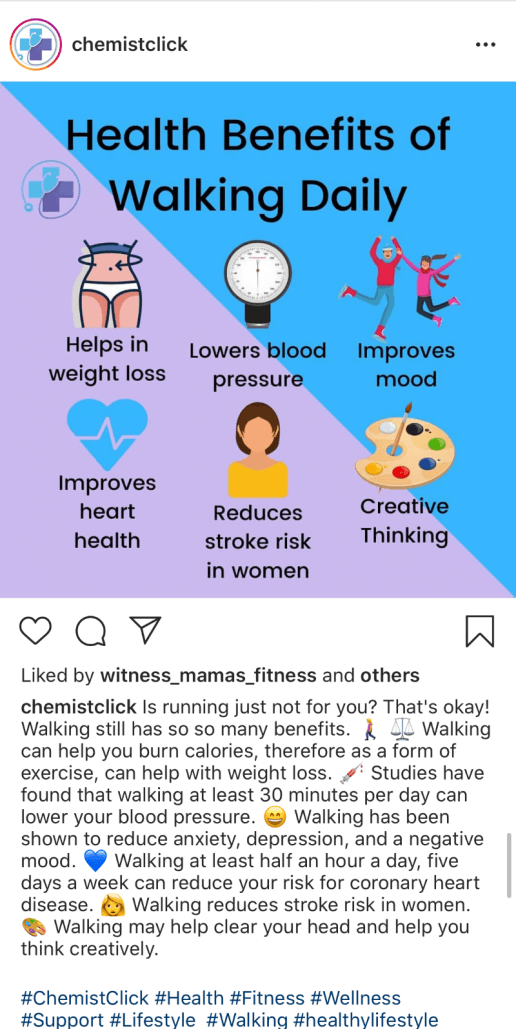 chemistclick
Health Benefits of
Walking Daily
Helps in
weight loss
Lowers blood
pressure
Improves
mood
Improves
heart
health
Reduces
stroke risk
in women
Creative
Thinking
Liked by witness_mamas_fitness and others
chemistclick Is running just not for you? That's okay!
Walking still has so so many benefits. 🚶‍♀️ ⚖️ Walking
can help you burn calories, therefore as a form of
exercise, can help with weight loss. 💉 Studies have
found that walking at least 30 minutes per day can
lower your blood pressure. 😄 Walking has been
shown to reduce anxiety, depression, and a negative
mood. 💙 Walking at least half an hour a day, five
days a week can reduce your risk for coronary heart
disease. 👩 Walking reduces stroke risk in women.
🎨 Walking may help clear your head and help you
think creatively.
#ChemistClick #Health #Fitness #Wellness
#Support #Lifestyle #Walking #healthylifestyle